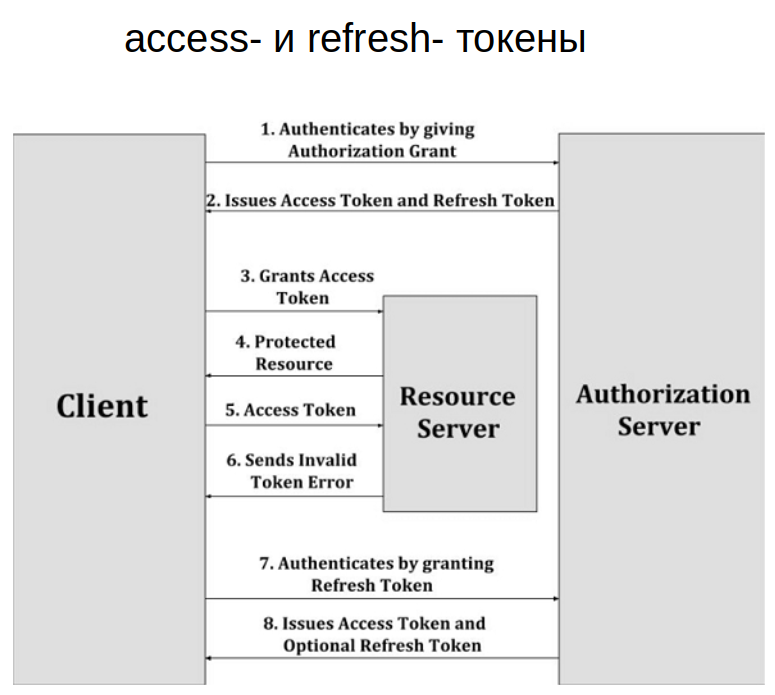 access- и refresh- токены
1. Authenticates by giving
Authorization Grant
2. Issues Access Token and Refresh Token
3. Grants Access
Token
4. Protected
Resource
5. Access Token
6. Sends Invalid
Token Error
Client
Resource
Server
Authorization
Server
7. Authenticates by granting
Refresh Token
8. Issues Access Token and
Optional Refresh Token